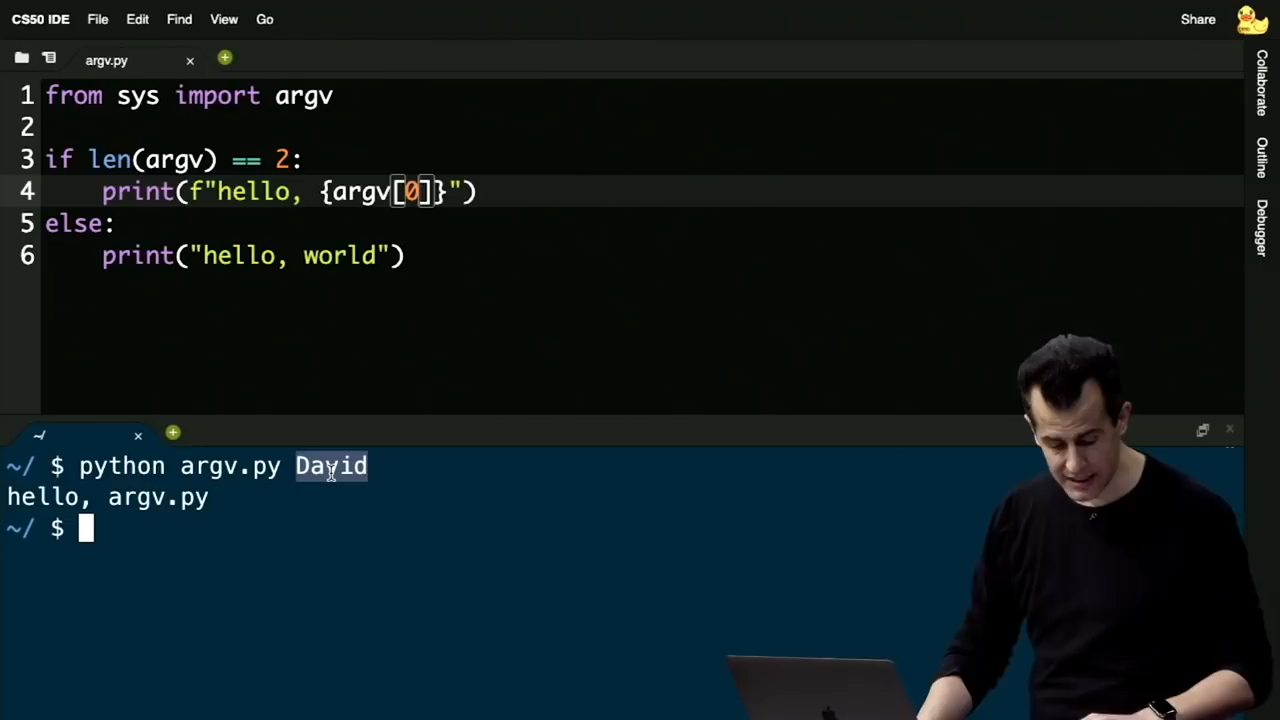 CS50 IDE File Edit Find View Go Share
argv.py
1 from sys import argv
2
3 if len(argv) == 2:
4     print(f"hello, {argv[0]}")
5 else:
6     print("hello, world")
Collaborate
Outline
Debugger
~/ $ python argv.py David
hello, argv.py
~/ $